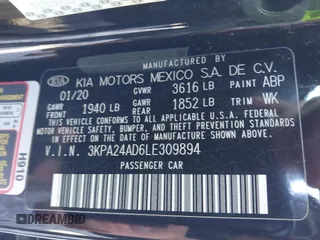 KIA KIA MOTORS MEXICO S.A. DE C.V.
01/20 GVWR 3616 LB PAINT ABP
GAWR FRONT 1940 LB GAWR REAR 1852 LB TRIM WK
THIS VEHICLE CONFORMS TO ALL APPLICABLE FEDERAL MOTOR VEHICLE
SAFETY, BUMPER, AND THEFT PREVENTION STANDARDS
IN EFFECT ON THE DATE OF MANUFACTURE SHOWN ABOVE.
V.I.N. 3KPA24AD6LE309894
PASSENGER CAR
H910
DREAMBID